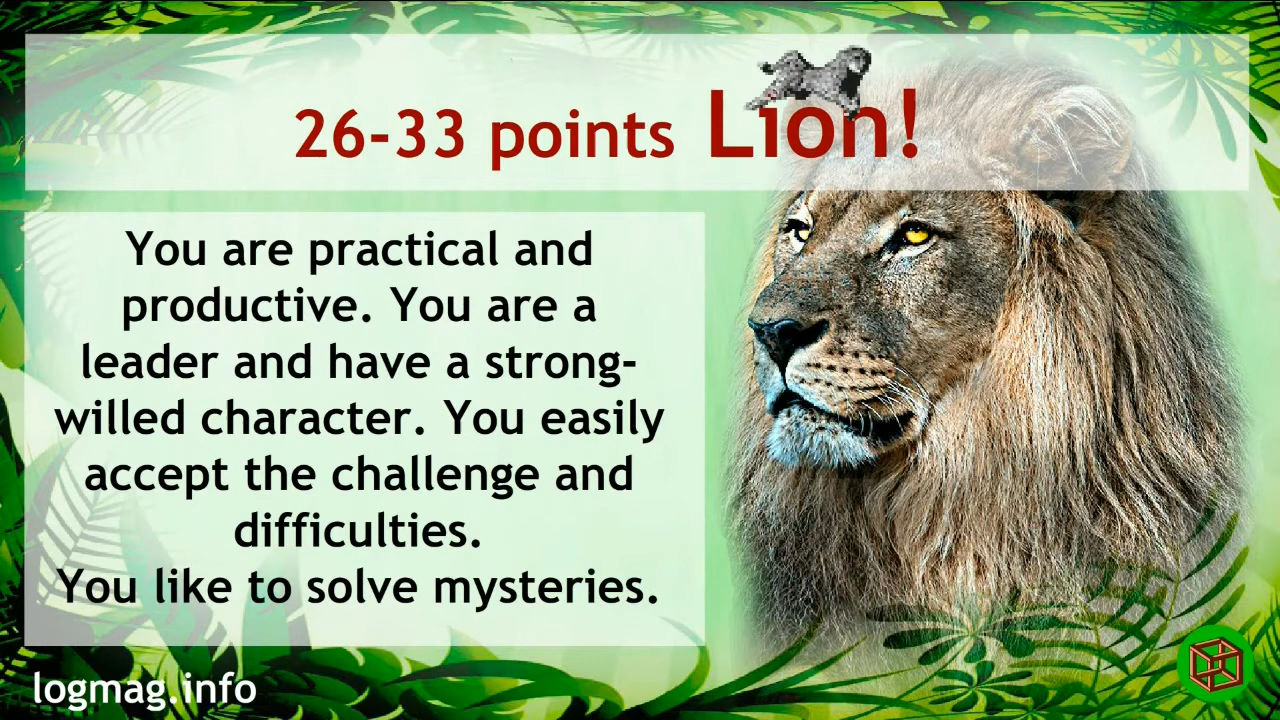 26-33 points Lion!
You are practical and
productive. You are a
leader and have a strong-
willed character. You easily
accept the challenge and
difficulties.
You like to solve mysteries.
logmag.info